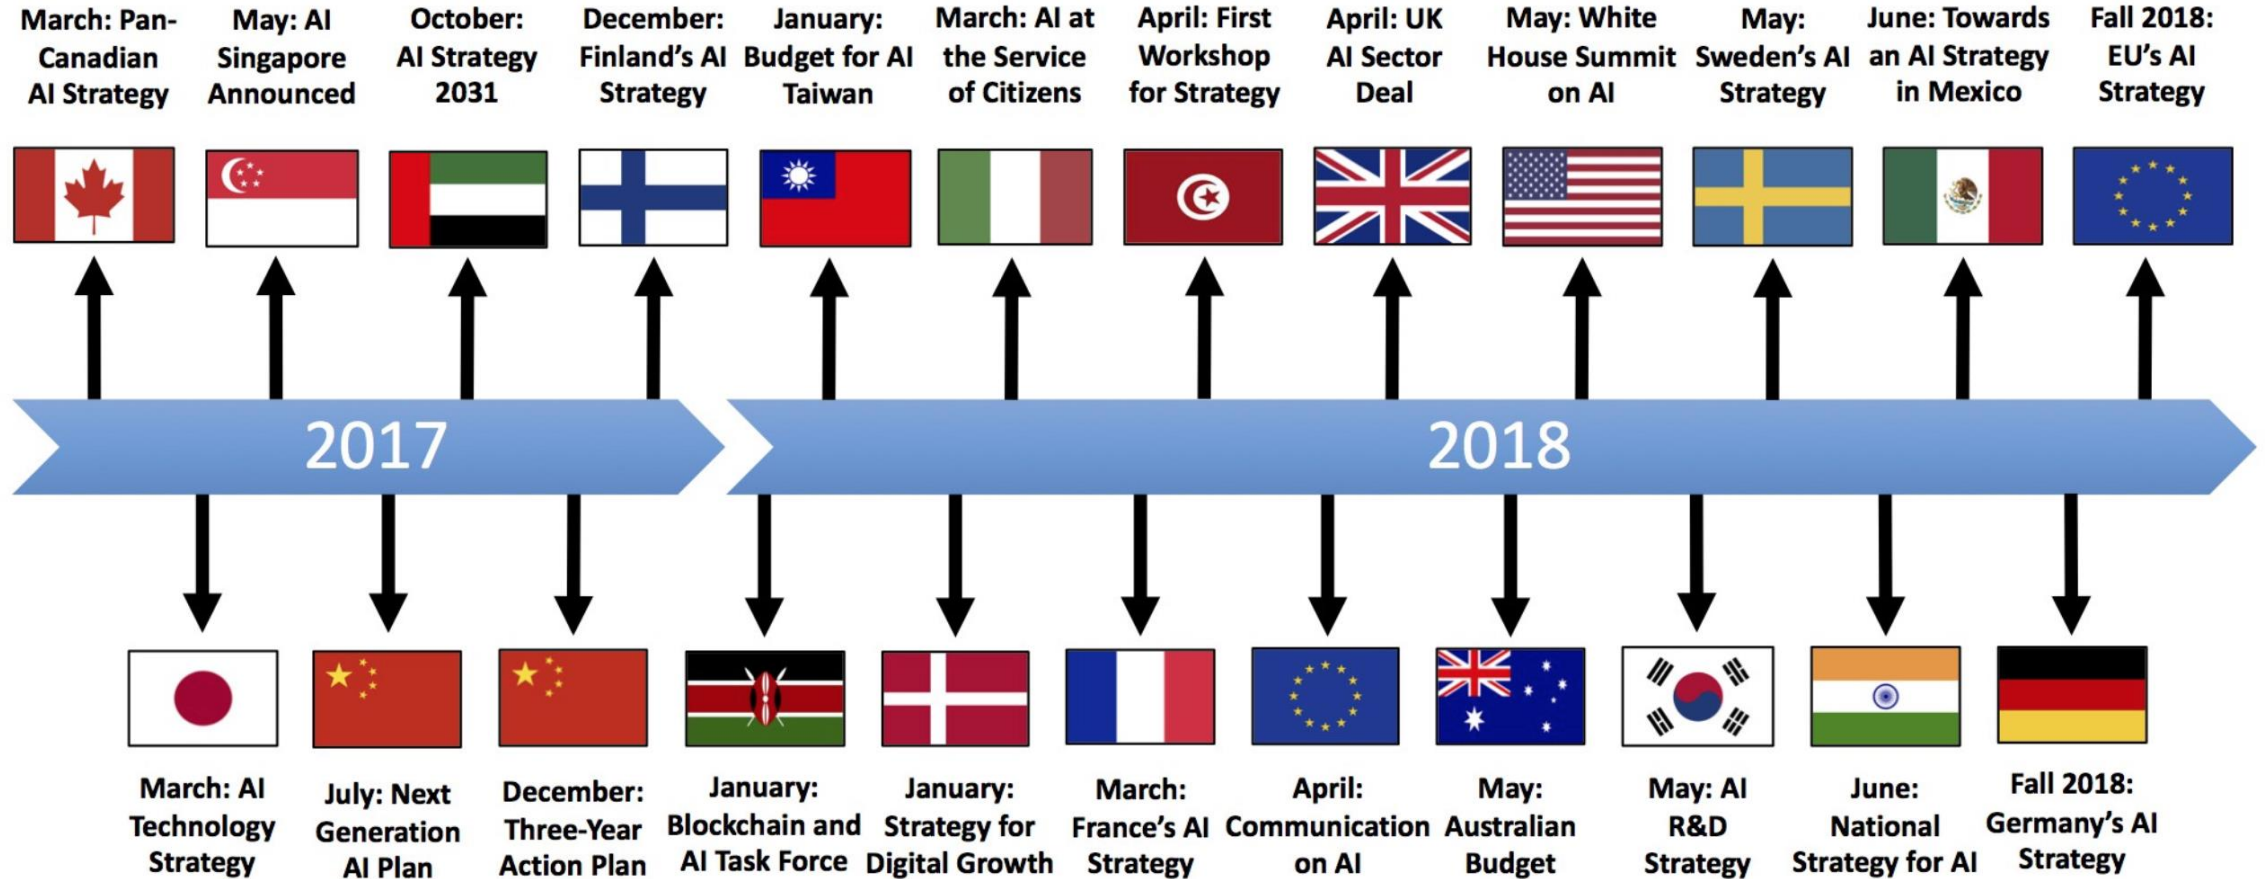 March: Pan-
Canadian
AI Strategy
May: AI
Singapore
Announced
October:
AI Strategy
2031
December:
Finland’s AI
Strategy
January:
Budget for AI
Taiwan
March: AI at
the Service
of Citizens
April: First
Workshop
for Strategy
April: UK
AI Sector
Deal
May: White
House Summit
on AI
May:
Sweden’s AI
Strategy
June: Towards
an AI Strategy
in Mexico
Fall 2018:
EU’s AI
Strategy
2017
2018
March: AI
Technology
Strategy
July: Next
Generation
AI Plan
December:
Three-Year
Action Plan
January:
Blockchain and
AI Task Force
January:
Strategy for
Digital Growth
March:
France’s AI
Strategy
April:
Communication
on AI
May:
Australian
Budget
May: AI
R&D
Strategy
June:
National
Strategy for AI
Fall 2018:
Germany’s AI
Strategy